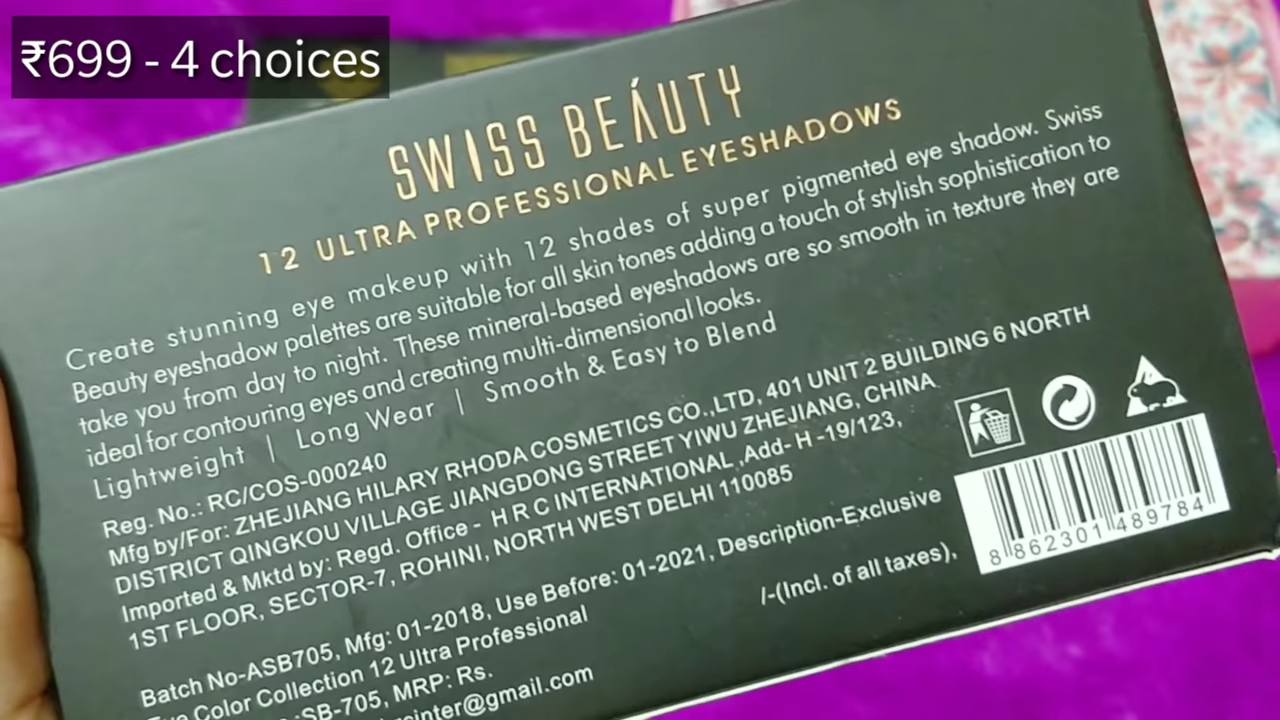 ₹699 - 4 choices
SWISS BEÁUTY
12 ULTRA PROFESSIONAL EYESHADOWS
Create stunning eye makeup with 12 shades of super pigmented eye shadow. Swiss
Beauty eyeshadow palettes are suitable for all skin tones adding a touch of stylish sophistication to
take you from day to night. These mineral-based eyeshadows are so smooth in texture they are
ideal for contouring eyes and creating multi-dimensional looks.
Lightweight | Long Wear | Smooth & Easy to Blend
Reg. No.: RC/COS-000240
Mfg by/For: ZHEJIANG HILARY RHODA COSMETICS CO.,LTD, 401 UNIT 2 BUILDING 6 NORTH
DISTRICT QINGKOU VILLAGE JIANGDONG STREET YIWU ZHEJIANG, CHINA
Imported & Mktd by: Regd. Office - H R C INTERNATIONAL ,Add- H -19/123,
1ST FLOOR, SECTOR-7, ROHINI, NORTH WEST DELHI 110085
Batch No-ASB705, Mfg: 01-2018, Use Before: 01-2021, Description-Exclusive
Color Collection 12 Ultra Professional
SB-705, MRP: Rs. /-(Incl. of all taxes),
8 862301 489784